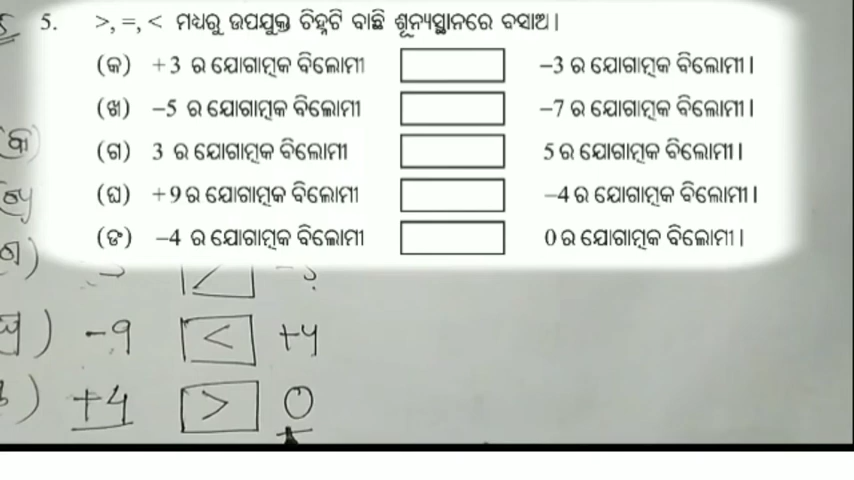 5. >, =, < ମଧ୍ୟରୁ ଉପଯୁକ୍ତ ଚିହ୍ନଟି ବାଛି ଶୂନ୍ୟସ୍ଥାନରେ ବସାଅ।
(କ) +3 ର ଯୋଗାତ୍ମକ ବିଲୋମୀ –3 ର ଯୋଗାତ୍ମକ ବିଲୋମୀ।
(ଖ) –5 ର ଯୋଗାତ୍ମକ ବିଲୋମୀ –7 ର ଯୋଗାତ୍ମକ ବିଲୋମୀ।
(ଗ) 3 ର ଯୋଗାତ୍ମକ ବିଲୋମୀ 5 ର ଯୋଗାତ୍ମକ ବିଲୋମୀ।
(ଘ) +9 ର ଯୋଗାତ୍ମକ ବିଲୋମୀ –4 ର ଯୋଗାତ୍ମକ ବିଲୋମୀ।
(ଙ) –4 ର ଯୋଗାତ୍ମକ ବିଲୋମୀ 0 ର ଯୋଗାତ୍ମକ ବିଲୋମୀ।
) -9 < +4
) +4 > 0